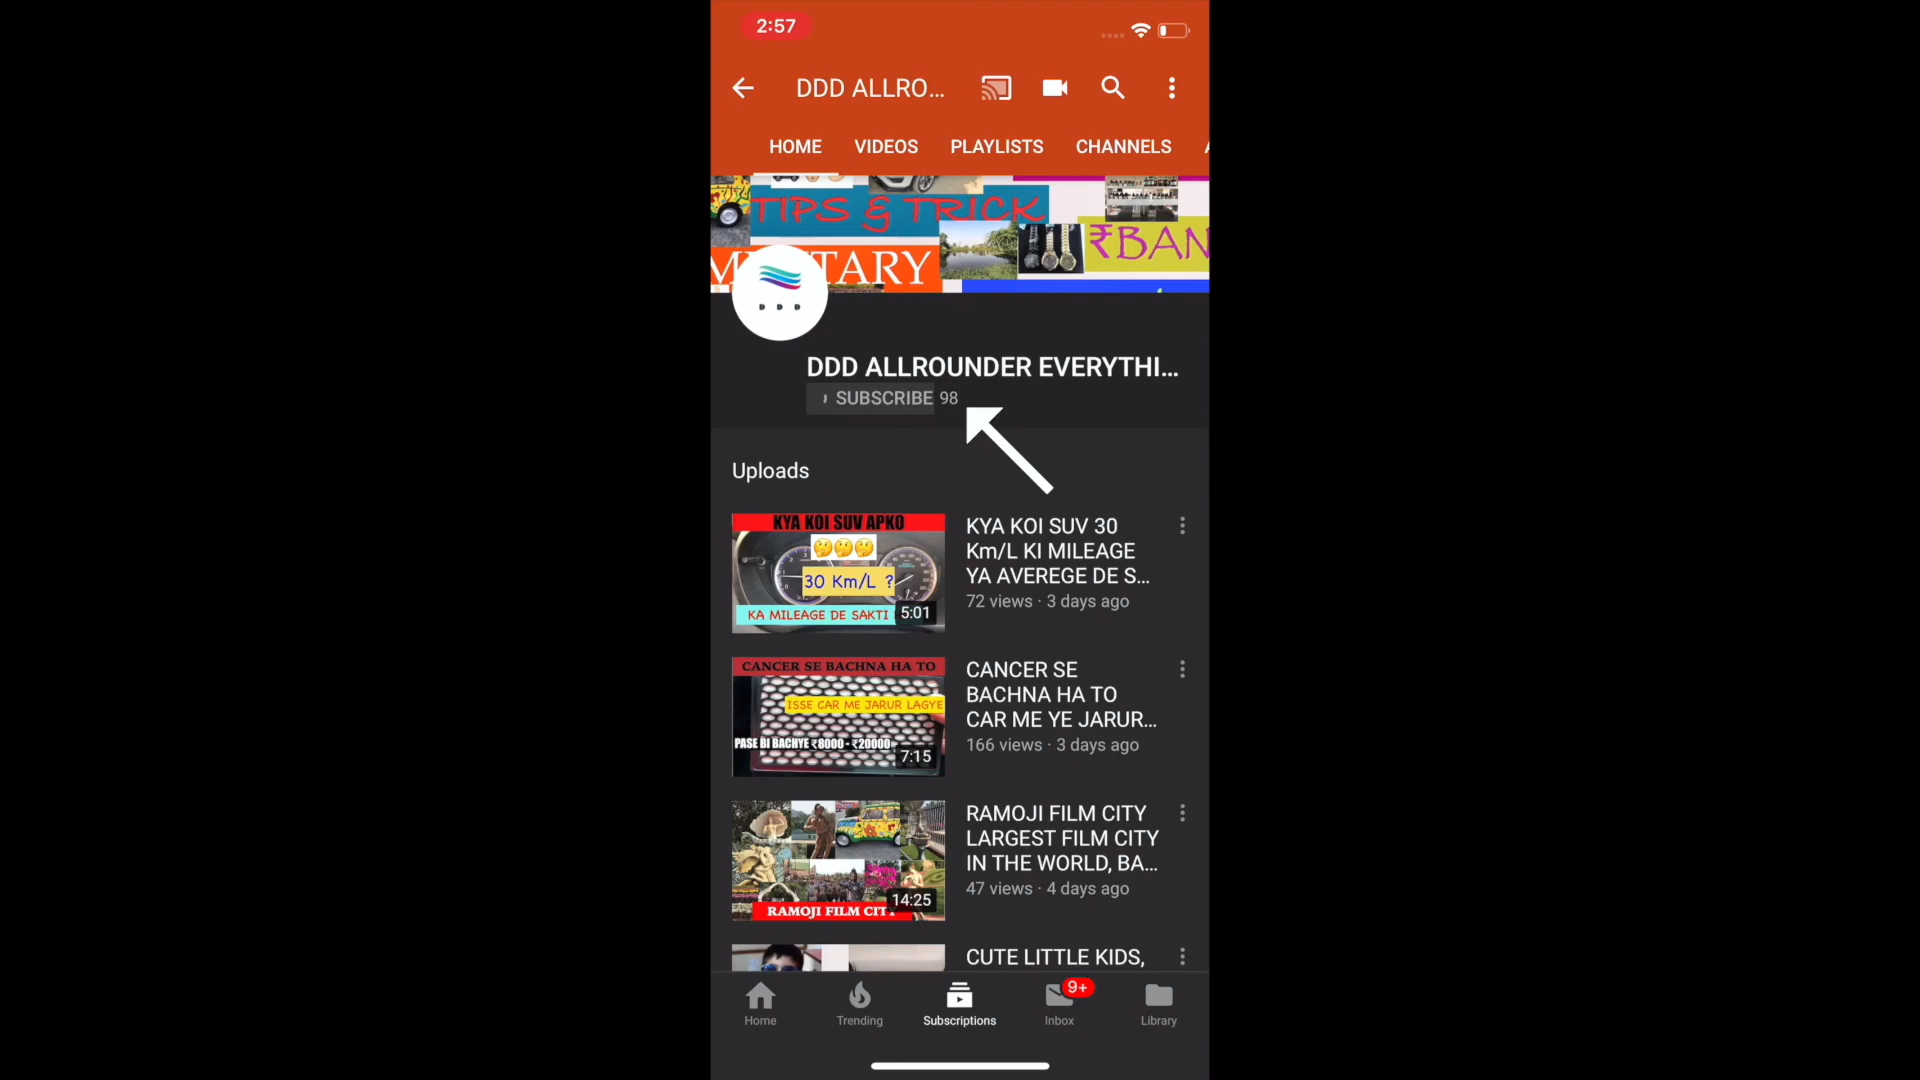 2:57
DDD ALLRO...
HOME VIDEOS PLAYLISTS CHANNELS
TIPS & TRICK
₹BAN
TARY
D D D
DDD ALLROUNDER EVERYTHI...
SUBSCRIBE 98
Uploads
KYA KOI SUV APKO
30 Km/L ?
KA MILEAGE DE SAKTI
5:01
KYA KOI SUV 30
Km/L KI MILEAGE
YA AVEREGE DE S...
72 views · 3 days ago
CANCER SE BACHNA HA TO
ISSE CAR ME JARUR LAGYE
PASE BI BACHYE ₹8000 - ₹20000
7:15
CANCER SE
BACHNA HA TO
CAR ME YE JARUR...
166 views · 3 days ago
14:25
RAMOJI FILM CITY
RAMOJI FILM CITY
LARGEST FILM CITY
IN THE WORLD, BA...
47 views · 4 days ago
CUTE LITTLE KIDS,
9+
Home Trending Subscriptions Inbox Library